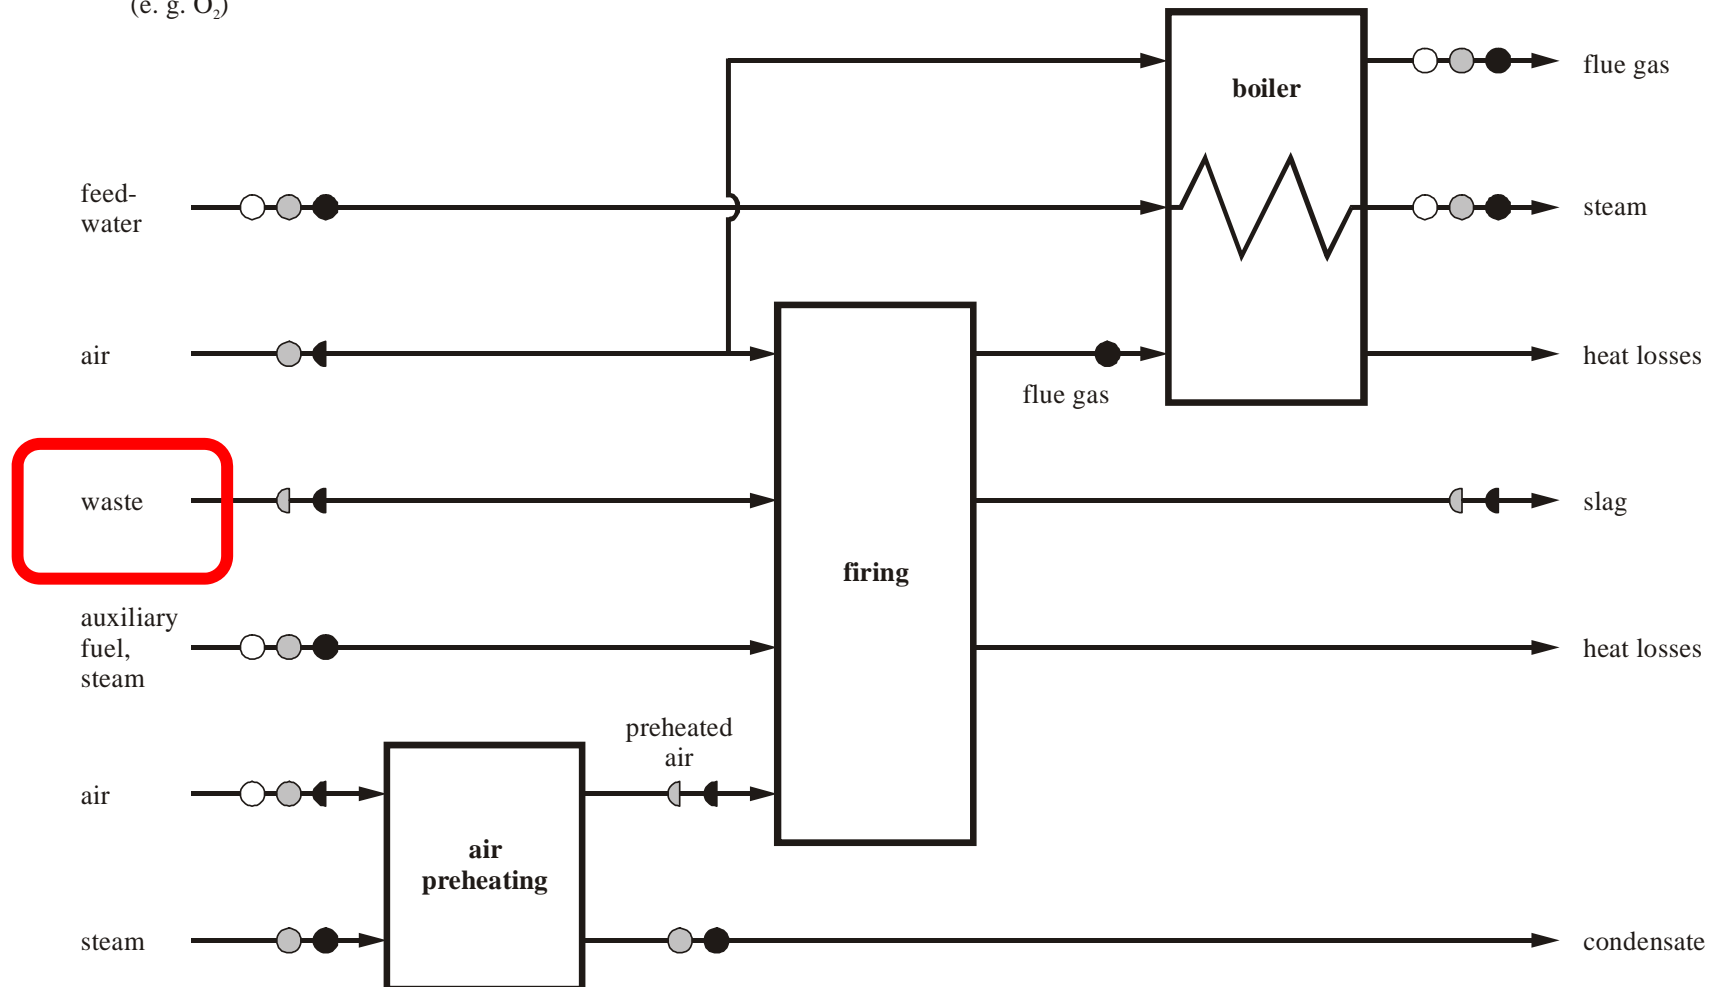 (e. g. O₂)
boiler
flue gas
feed-
water
steam
air
flue gas
heat losses
waste
slag
firing
auxiliary
fuel,
steam
heat losses
preheated
air
air
air
preheating
steam
condensate